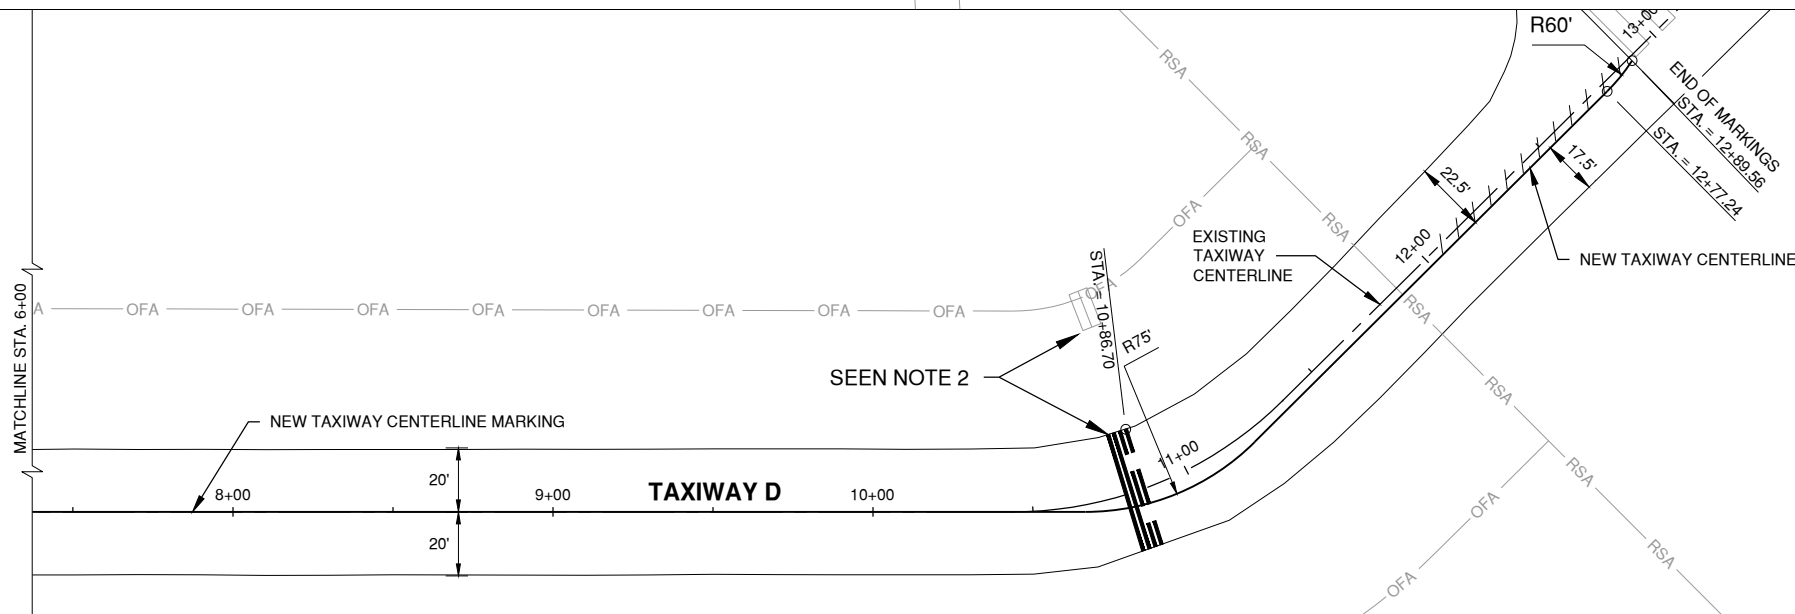 R60'
13+00
END OF MARKINGS
STA. = 12+89.56
STA. = 12+77.24
17.5'
22.5'
12+00
EXISTING
TAXIWAY
CENTERLINE
NEW TAXIWAY CENTERLINE
RSA
RSA
RSA
RSA
RSA
RSA
OFA
OFA
OFA
OFA
A
OFA
OFA
OFA
OFA
OFA
OFA
OFA
OFA
STA. = 10+86.70
R75'
SEEN NOTE 2
MATCHLINE STA. 6+00
NEW TAXIWAY CENTERLINE MARKING
20'
20'
8+00
9+00
TAXIWAY D
10+00
11+00